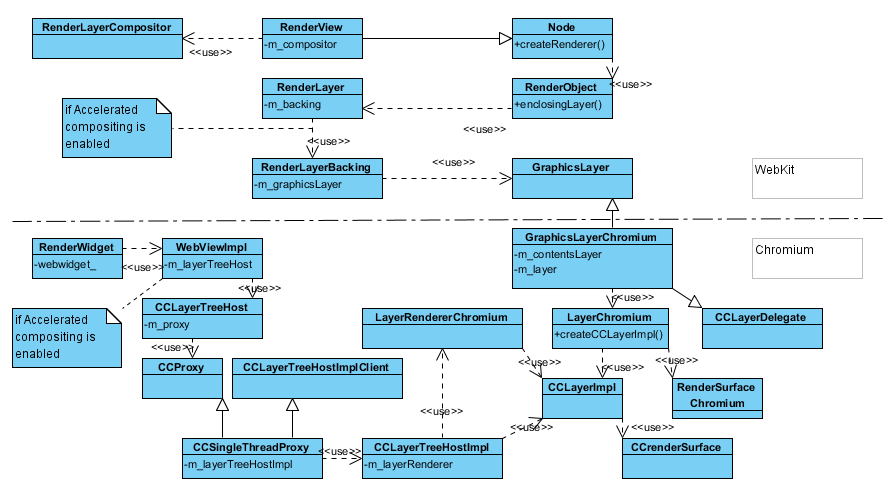 RenderLayerCompositor
RenderView
-m_compositor
Node
+createRenderer()
<<use>>
<<use>>
RenderLayer
-m_backing
RenderObject
+enclosingLayer()
if Accelerated
compositing is
enabled
<<use>>
<<use>>
<<use>>
RenderLayerBacking
-m_graphicsLayer
GraphicsLayer
WebKit
RenderWidget
-webwidget_
WebViewImpl
-m_layerTreeHost
GraphicsLayerChromium
-m_contentsLayer
-m_layer
Chromium
<<use>>
<<use>>
<<use>>
if Accelerated
compositing is
enabled
CCLayerTreeHost
-m_proxy
LayerRendererChromium
LayerChromium
+createCCLayerImpl()
CCLayerDelegate
<<use>>
CCProxy
CCLayerTreeHostImplClient
<<use>>
<<use>>
<<use>>
CCLayerImpl
RenderSurface
Chromium
<<use>>
<<use>>
<<use>>
CCSingleThreadProxy
-m_layerTreeHostImpl
<<use>>
CCLayerTreeHostImpl
-m_layerRenderer
CCrenderSurface